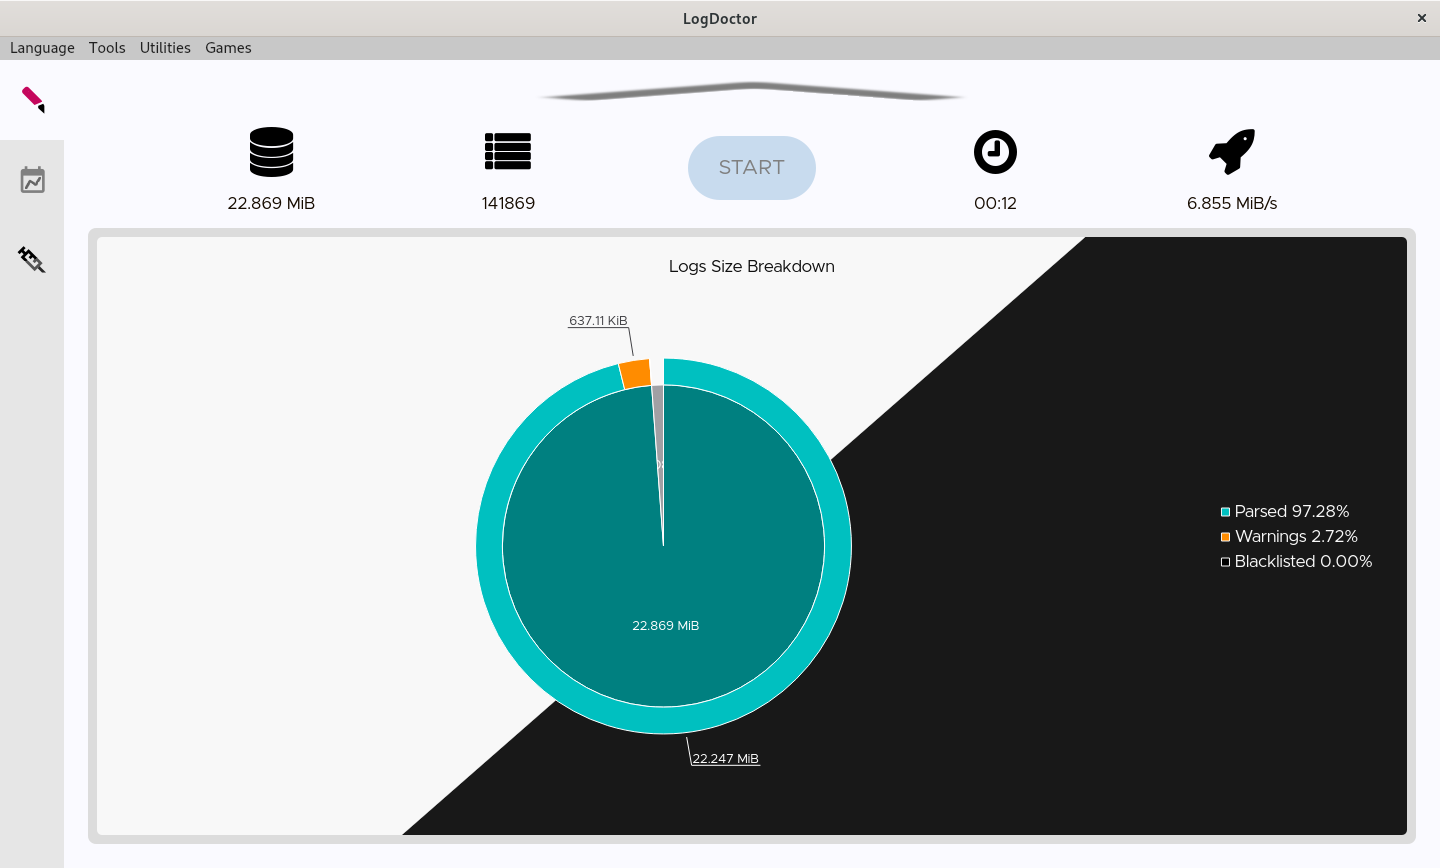 LogDoctor
Language Tools Utilities Games
22.869 MiB
141869
START
00:12
6.855 MiB/s
Logs Size Breakdown
637.11 KiB
Parsed 97.28%
Warnings 2.72%
Blacklisted 0.00%
22.869 MiB
22.247 MiB